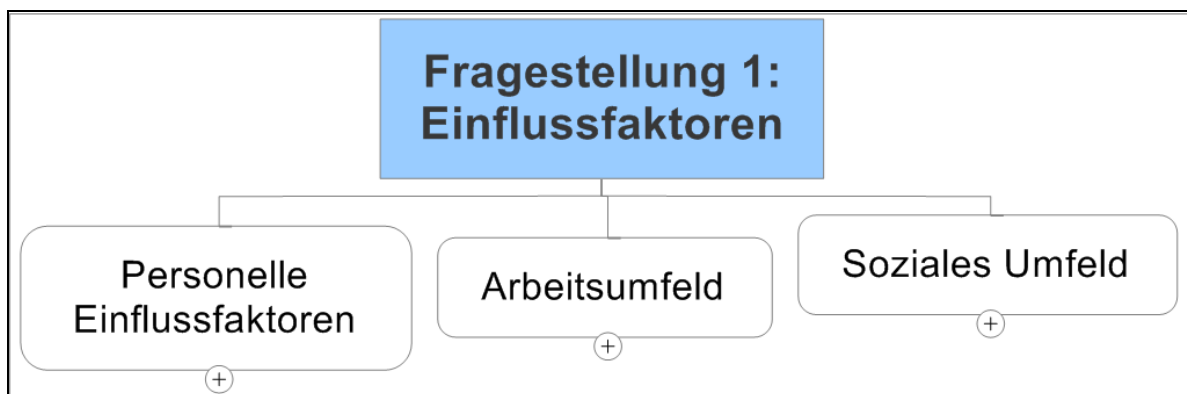 Fragestellung 1:
Einflussfaktoren
Personelle
Einflussfaktoren
Arbeitsumfeld
Soziales Umfeld